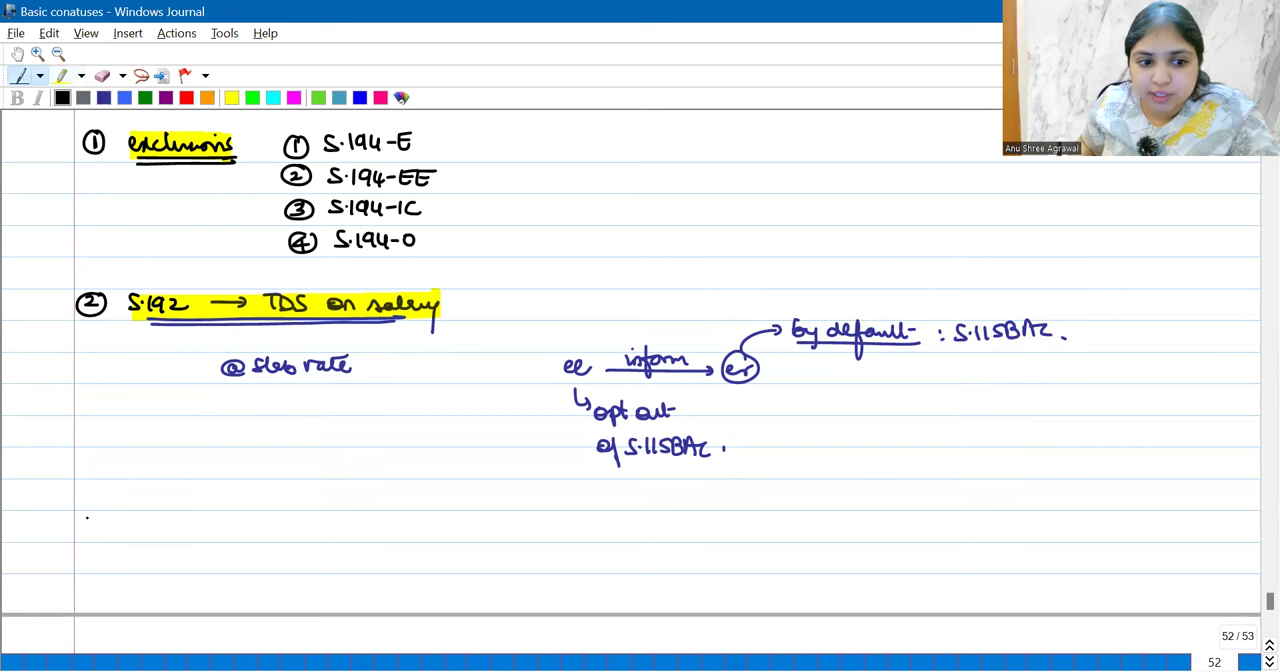 Basic conatuses - Windows Journal
File Edit View Insert Actions Tools Help
B I
Anu Shree Agrawal
① exclusions ① S.194-E
② S.194-EE
③ S.194-IC
④ S.194-O
② S.192 → TDS on salary
@ slab rate
ee inform er by default : S.115BAC.
↳ opt out
of S.115BAC.
52 / 53
52